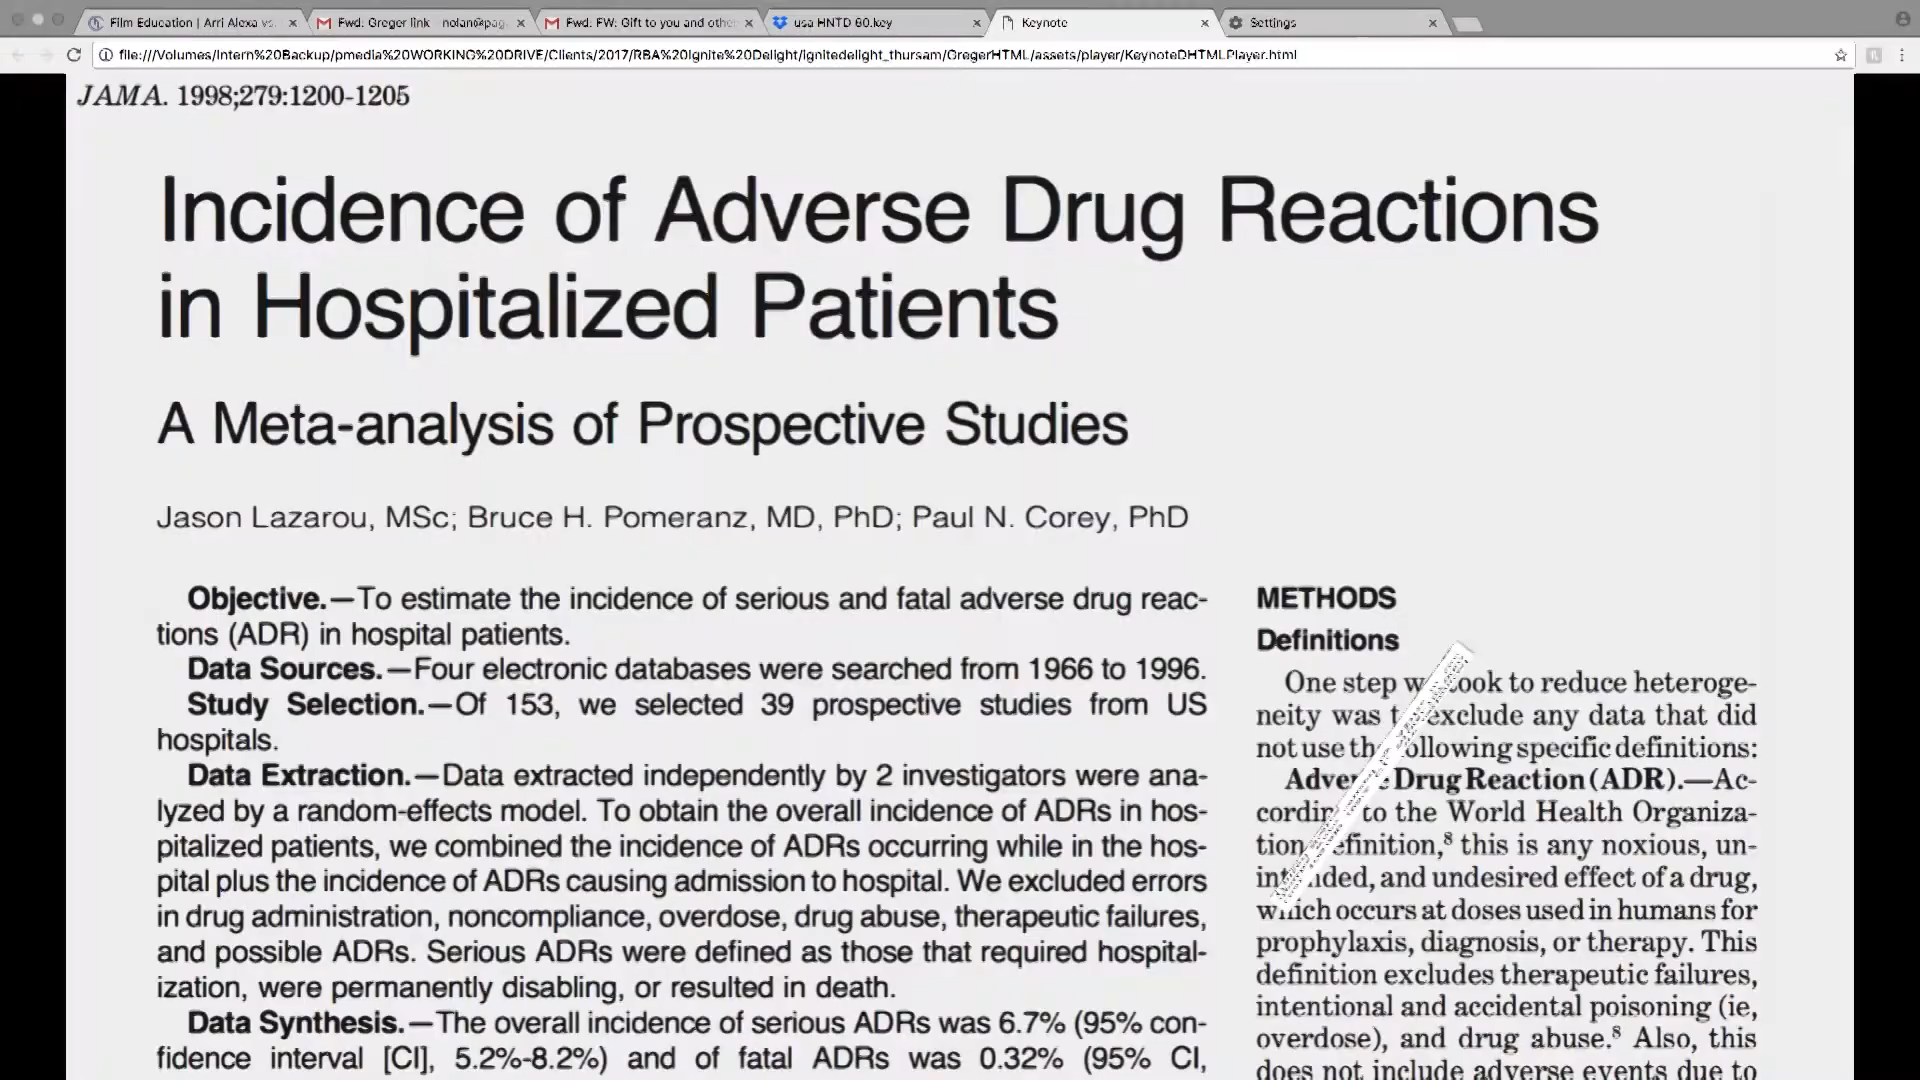 Film Education | Arri Alexa vs.
Fwd: Greger link
Fwd: FW: Gift to you and othe
usa HNTD 60.key
Keynote
Settings
file:///Volumes/Intern%20Backup/pmedia%20WORKING%20DRIVE/Clients/2017/RBA%20Ignite%20Delight/ignitedelight_thursam/GregerHTML/assets/player/KeynoteDHTMLPlayer.html
JAMA. 1998;279:1200-1205
Incidence of Adverse Drug Reactions
in Hospitalized Patients
A Meta-analysis of Prospective Studies
Jason Lazarou, MSc; Bruce H. Pomeranz, MD, PhD; Paul N. Corey, PhD
Objective.—To estimate the incidence of serious and fatal adverse drug reac-
tions (ADR) in hospital patients.
Data Sources.—Four electronic databases were searched from 1966 to 1996.
Study Selection.—Of 153, we selected 39 prospective studies from US
hospitals.
Data Extraction.—Data extracted independently by 2 investigators were ana-
lyzed by a random-effects model. To obtain the overall incidence of ADRs in hos-
pitalized patients, we combined the incidence of ADRs occurring while in the hos-
pital plus the incidence of ADRs causing admission to hospital. We excluded errors
in drug administration, noncompliance, overdose, drug abuse, therapeutic failures,
and possible ADRs. Serious ADRs were defined as those that required hospital-
ization, were permanently disabling, or resulted in death.
Data Synthesis.—The overall incidence of serious ADRs was 6.7% (95% con-
fidence interval [CI], 5.2%-8.2%) and of fatal ADRs was 0.32% (95% CI,
METHODS
Definitions
One step we took to reduce heteroge-
neity was to exclude any data that did
not use the following specific definitions:
Adverse Drug Reaction (ADR).—Ac-
cording to the World Health Organiza-
tion definition,⁸ this is any noxious, un-
intended, and undesired effect of a drug,
which occurs at doses used in humans for
prophylaxis, diagnosis, or therapy. This
definition excludes therapeutic failures,
intentional and accidental poisoning (ie,
overdose), and drug abuse.⁸ Also, this
does not include adverse events due to